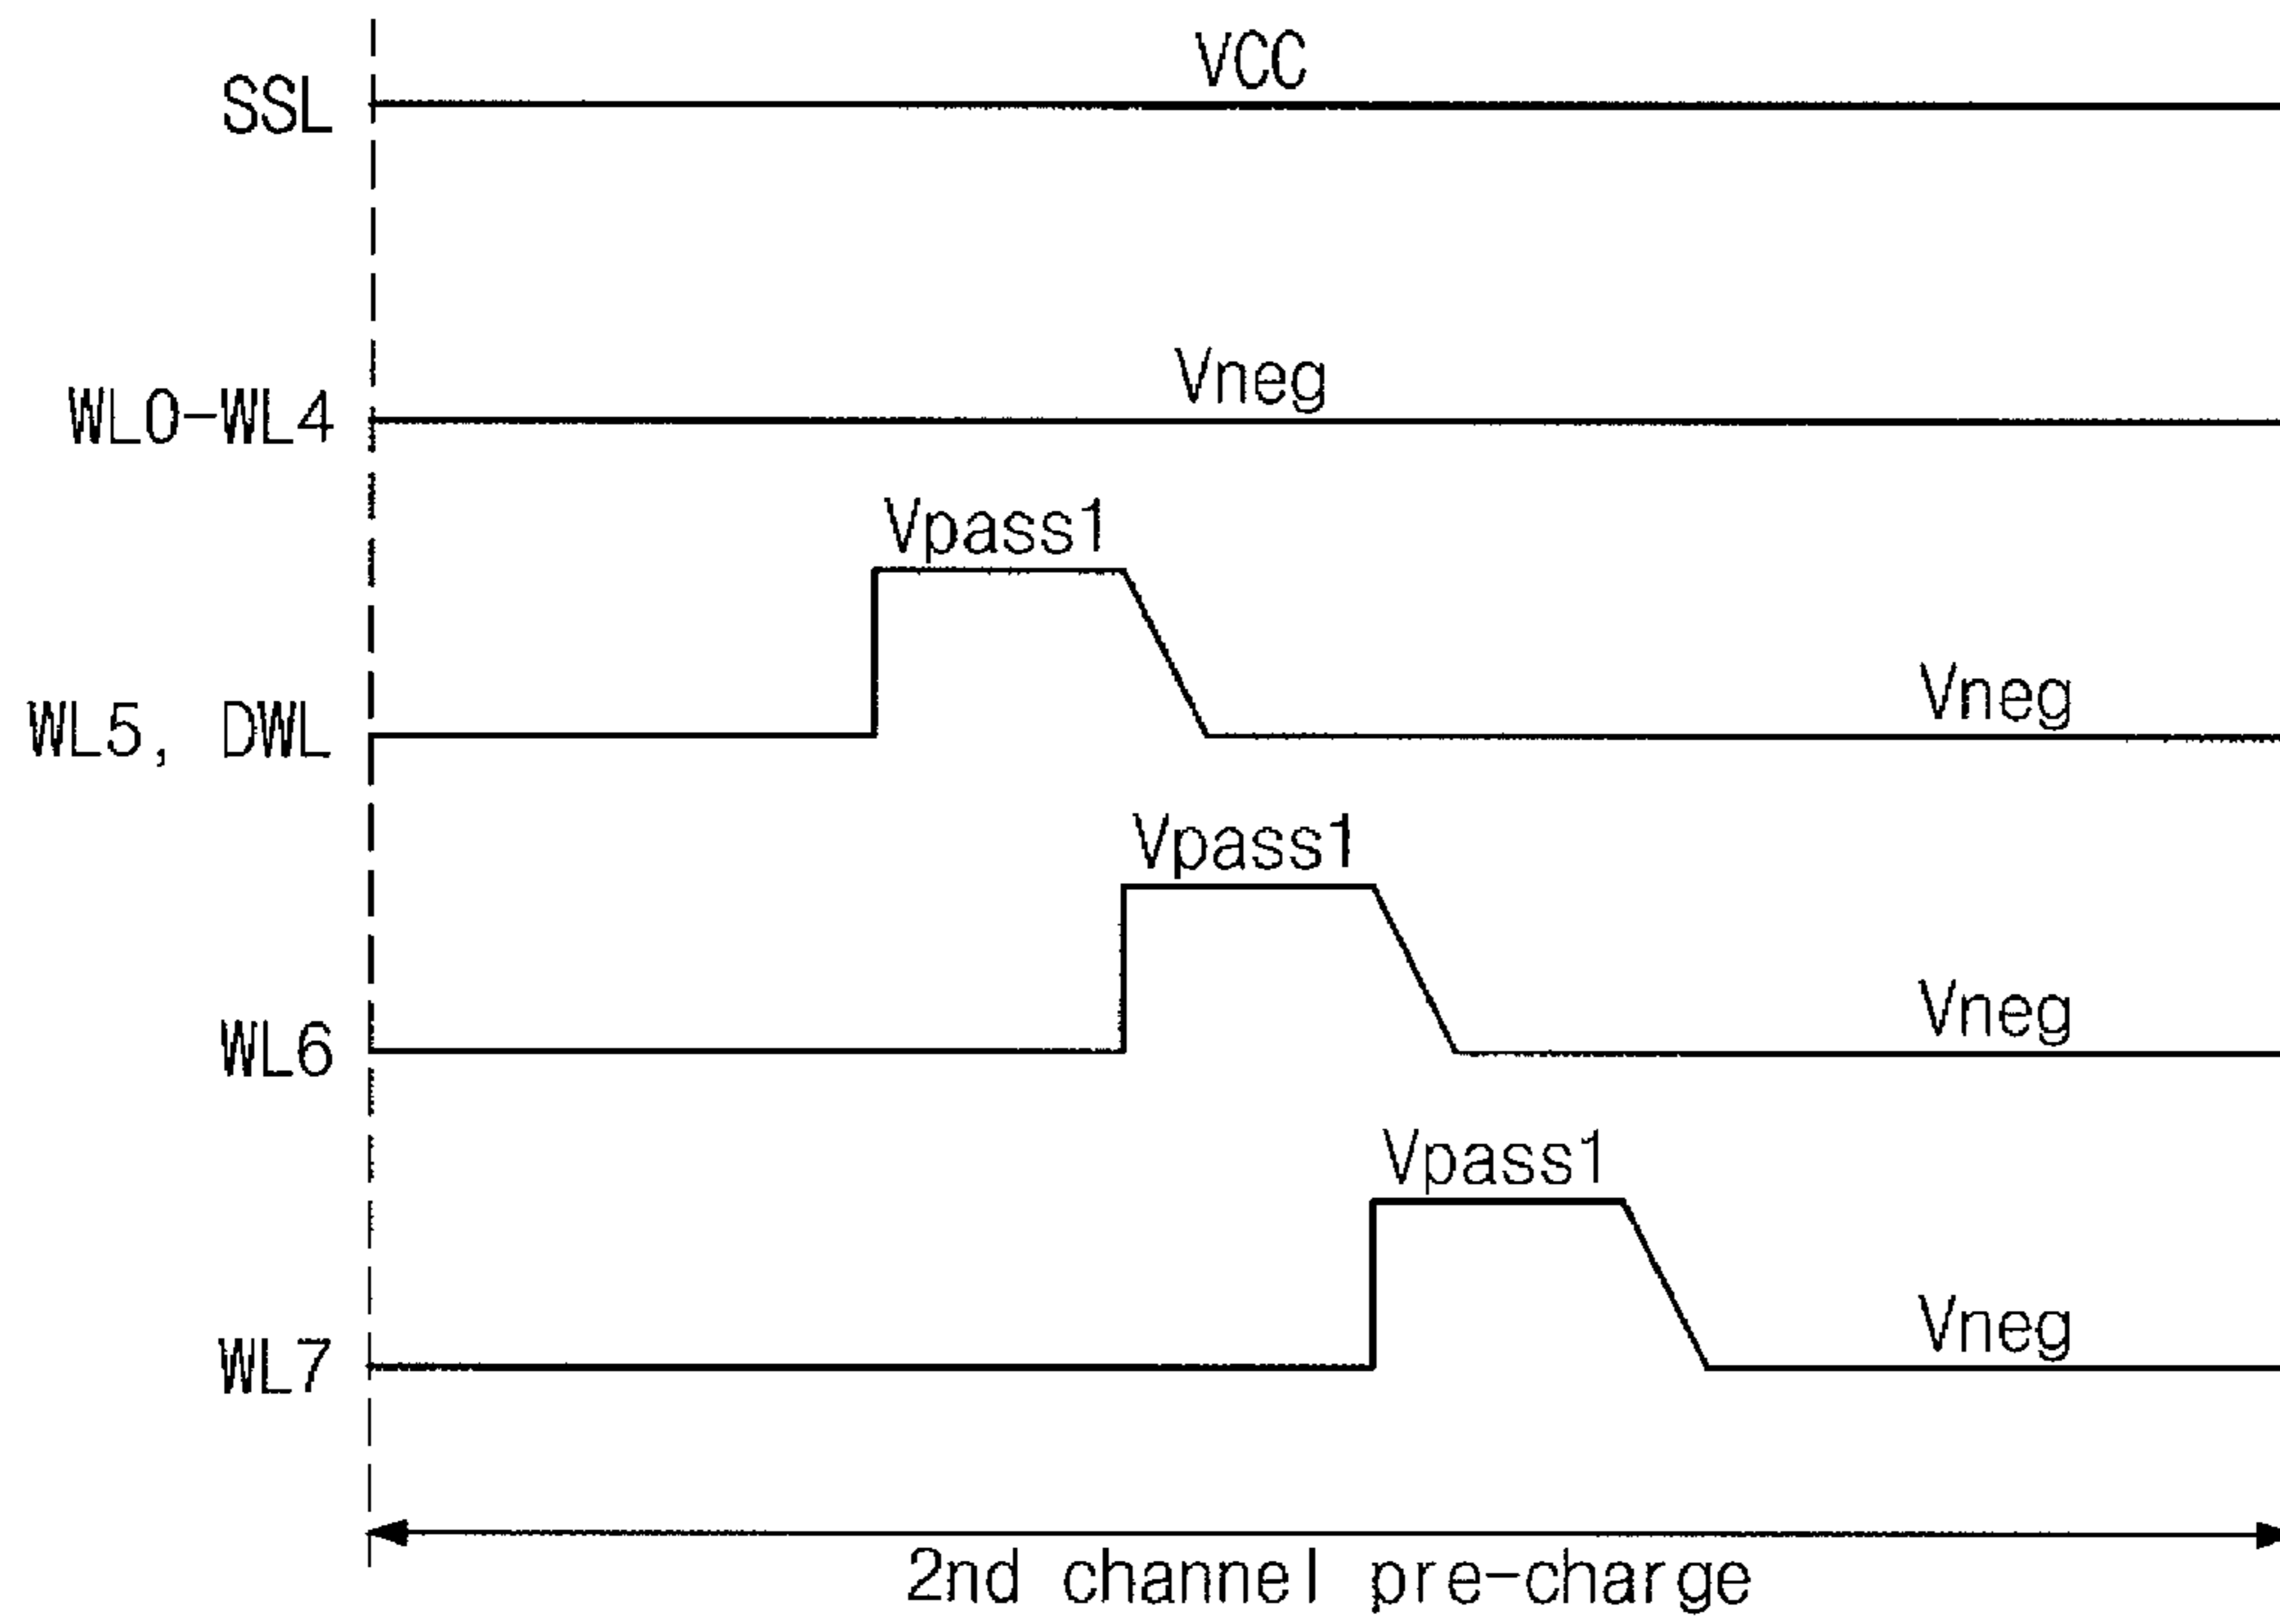 VCC
SSL
Vneg
WL0-WL4
Vpass1
Vneg
WL5, DWL
Vpass1
Vneg
WL6
Vpass1
Vneg
WL7
2nd channel pre-charge